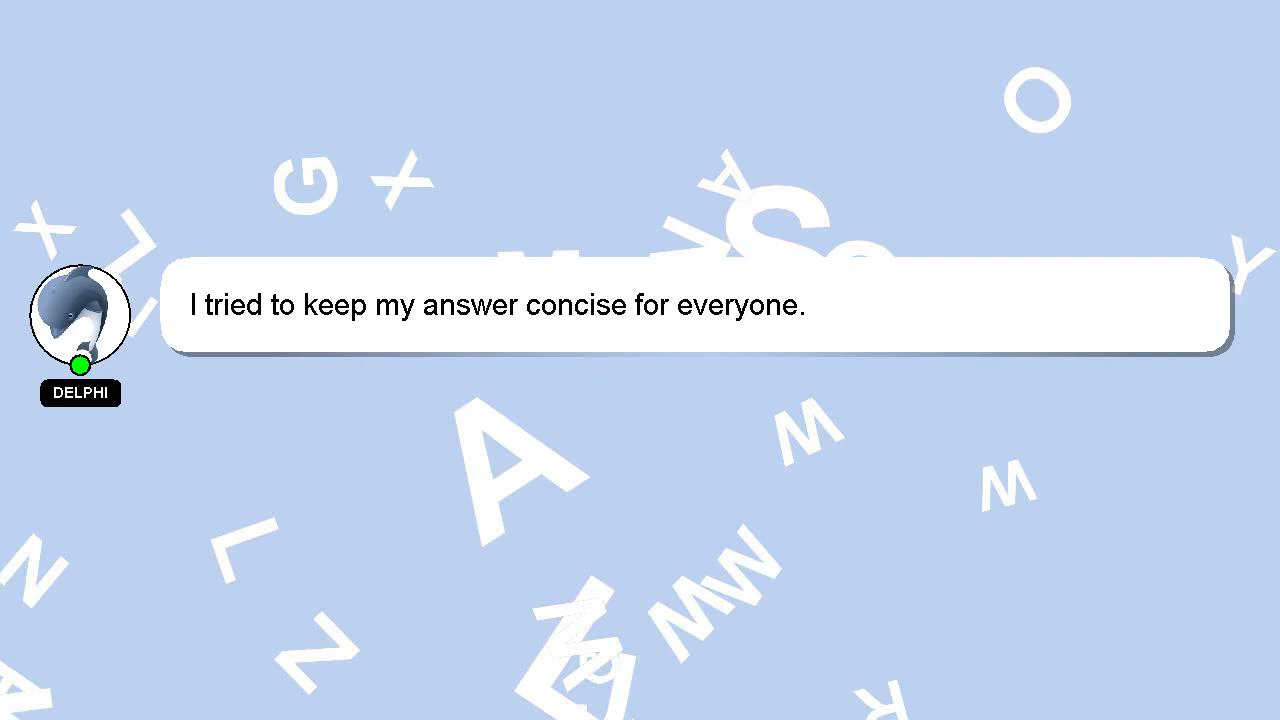 I tried to keep my answer concise for everyone.
DELPHI
O
G
X
A
S
X
L
Y
A
W
W
N
L
Z
W
W
R